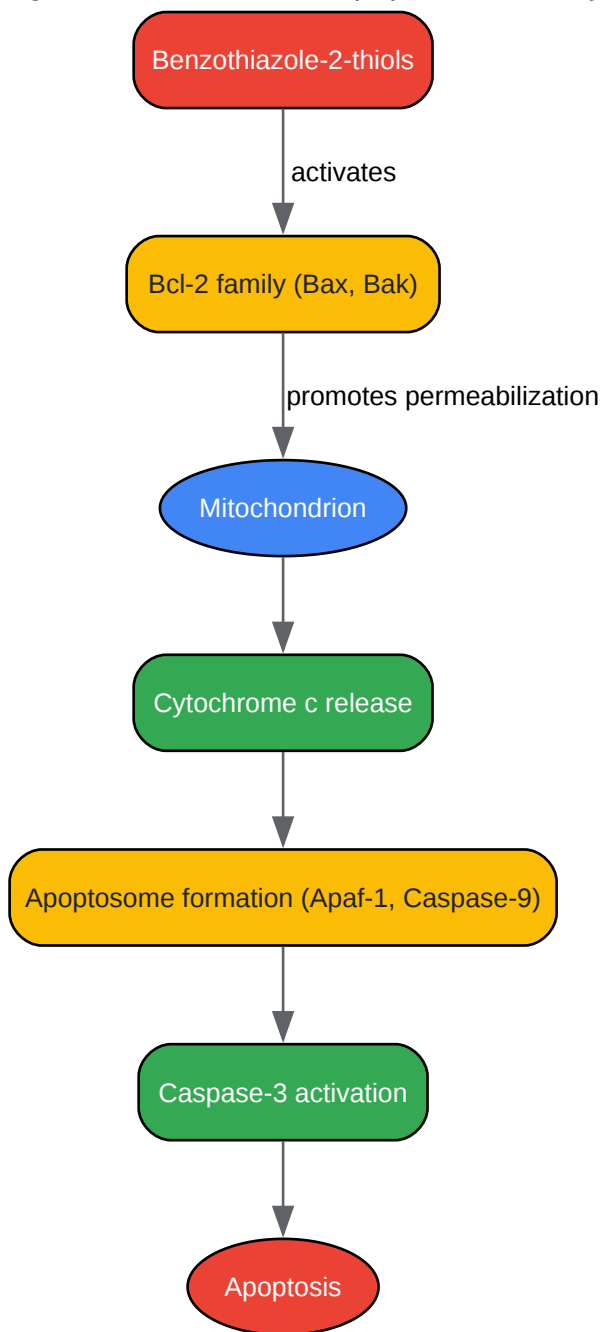 Benzothiazole-2-thiols
activates
Bcl-2 family (Bax, Bak)
promotes permeabilization
Mitochondrion
Cytochrome c release
Apoptosome formation (Apaf-1, Caspase-9)
Caspase-3 activation
Apoptosis